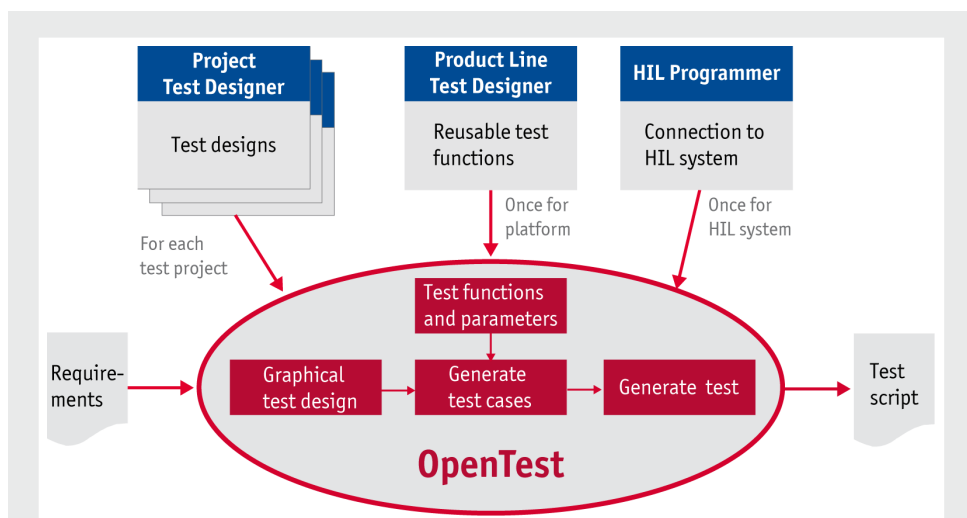 Project
Test Designer
Test designs
Product Line
Test Designer
Reusable test
functions
HIL Programmer
Connection to
HIL system
For each
test project
Once for
platform
Once for
HIL system
Require-
ments
Test functions
and parameters
Graphical
test design
Generate
test cases
Generate test
Test
script
OpenTest